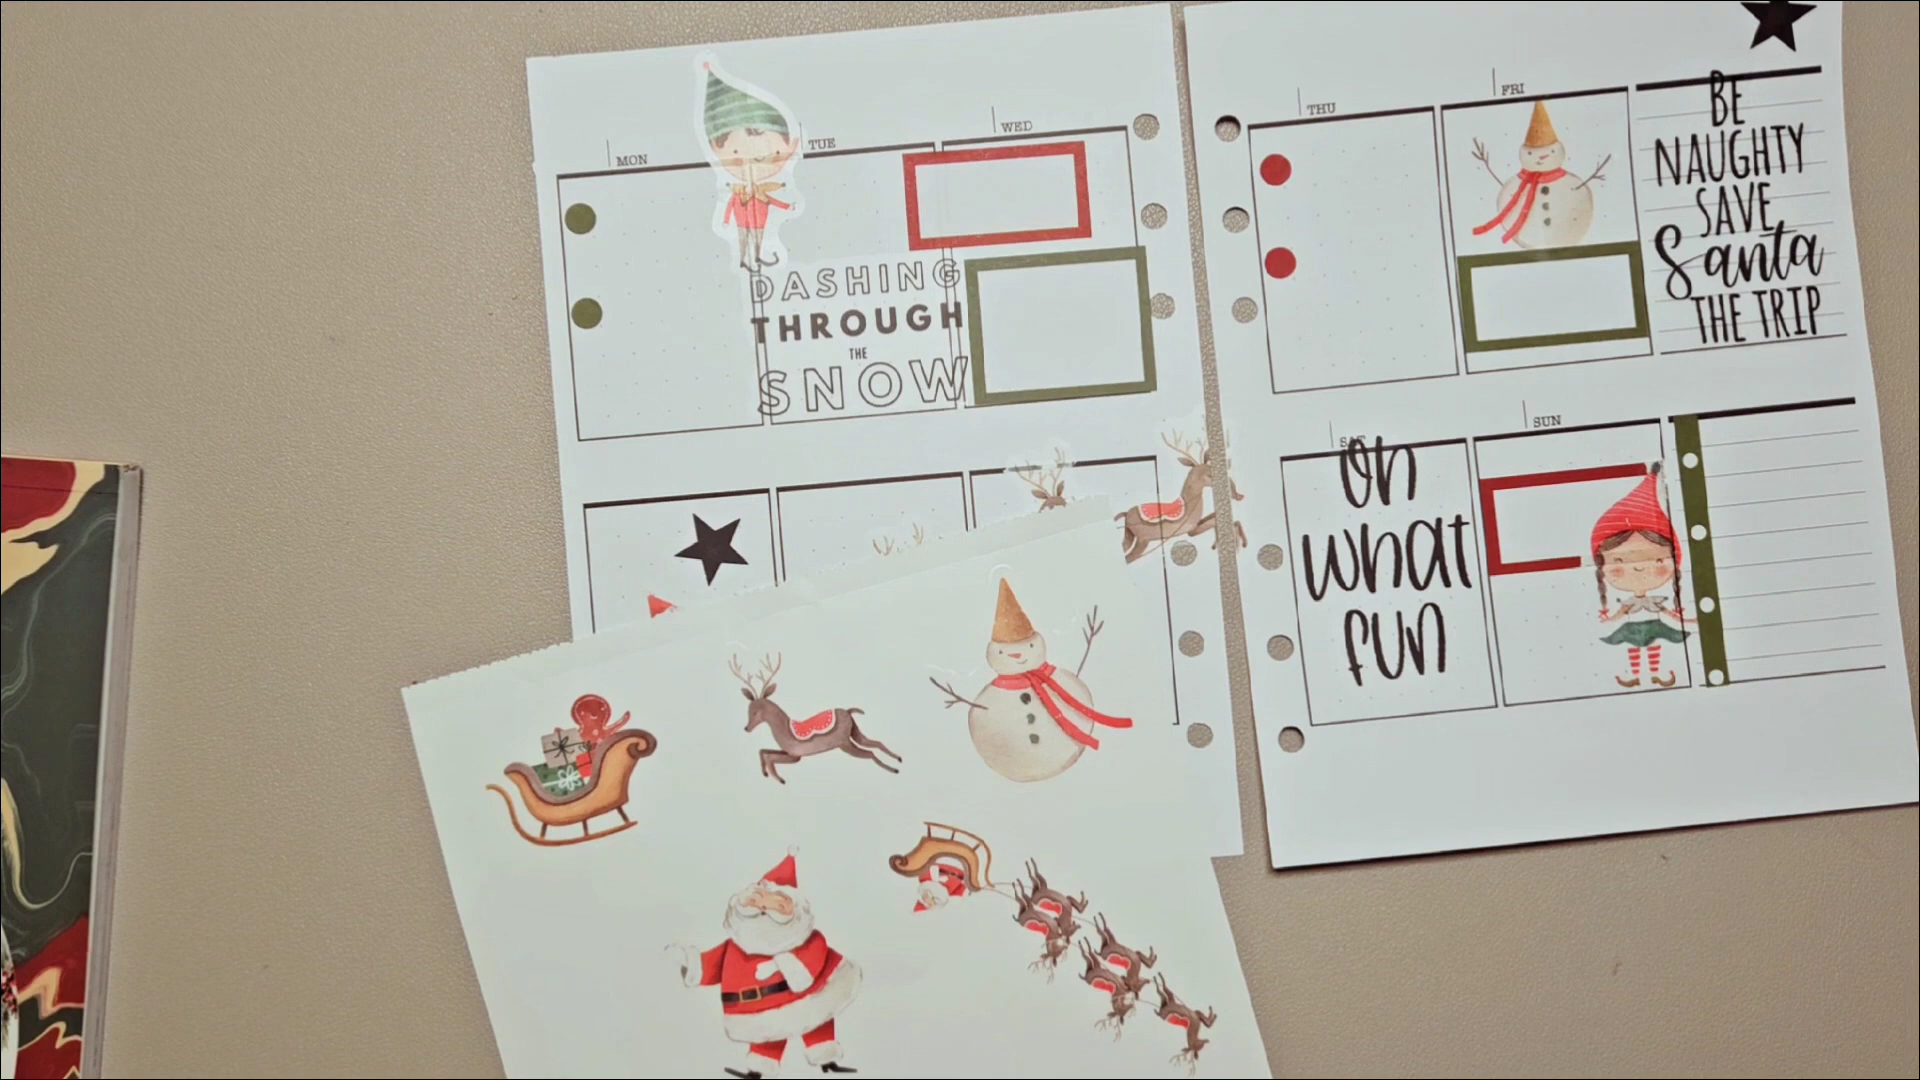 MON
TUE
WED
DASHING
THROUGH
THE
SNOW
THU
FRI
BE
NAUGHTY
SAVE
Santa
THE TRIP
SAT
oh
what
fun
SUN